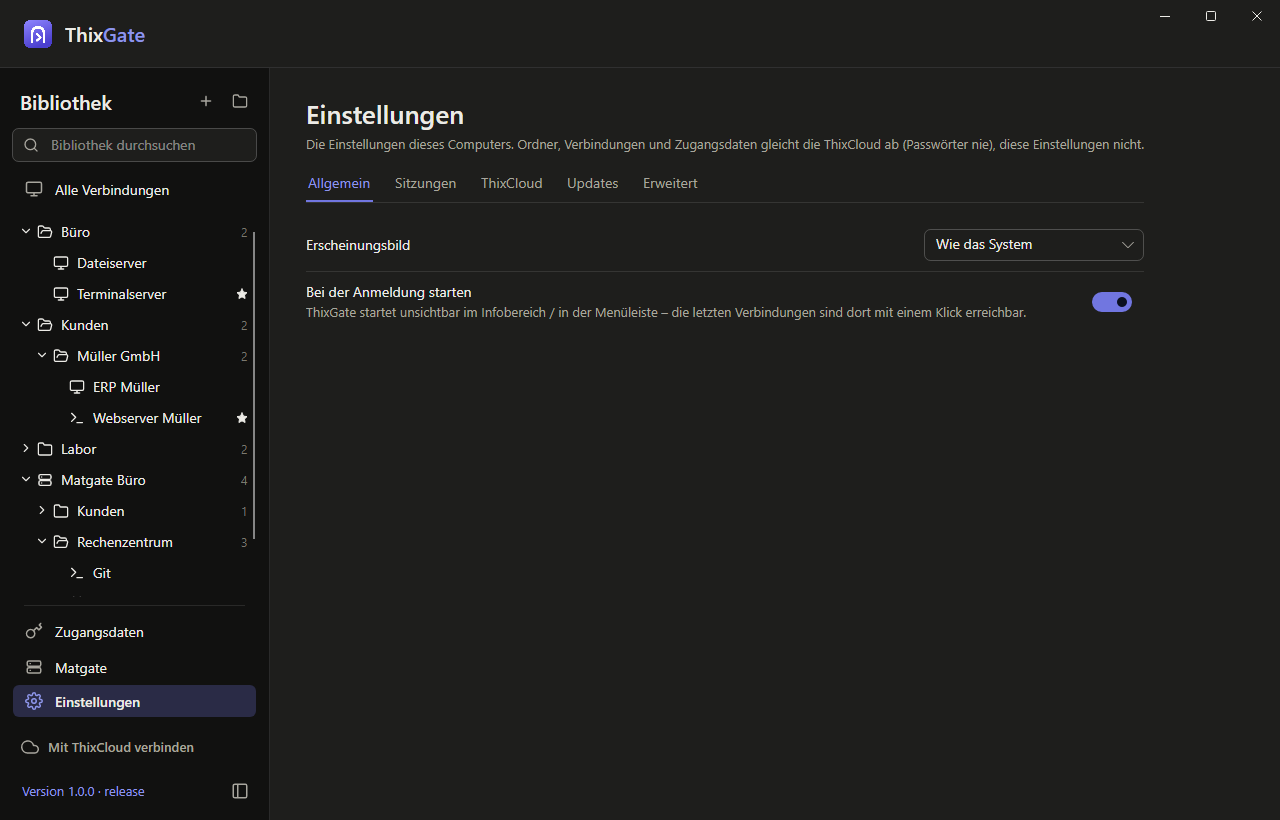 ThixGate
Bibliothek
Bibliothek durchsuchen
Alle Verbindungen
Büro 2
Dateiserver
Terminalserver
Kunden 2
Müller GmbH 2
ERP Müller
Webserver Müller
Labor 2
Matgate Büro 4
Kunden 1
Rechenzentrum 3
Git
Zugangsdaten
Matgate
Einstellungen
Mit ThixCloud verbinden
Version 1.0.0 · release
Einstellungen
Die Einstellungen dieses Computers. Ordner, Verbindungen und Zugangsdaten gleicht die ThixCloud ab (Passwörter nie), diese Einstellungen nicht.
Allgemein Sitzungen ThixCloud Updates Erweitert
Erscheinungsbild Wie das System
Bei der Anmeldung starten
ThixGate startet unsichtbar im Infobereich / in der Menüleiste – die letzten Verbindungen sind dort mit einem Klick erreichbar.